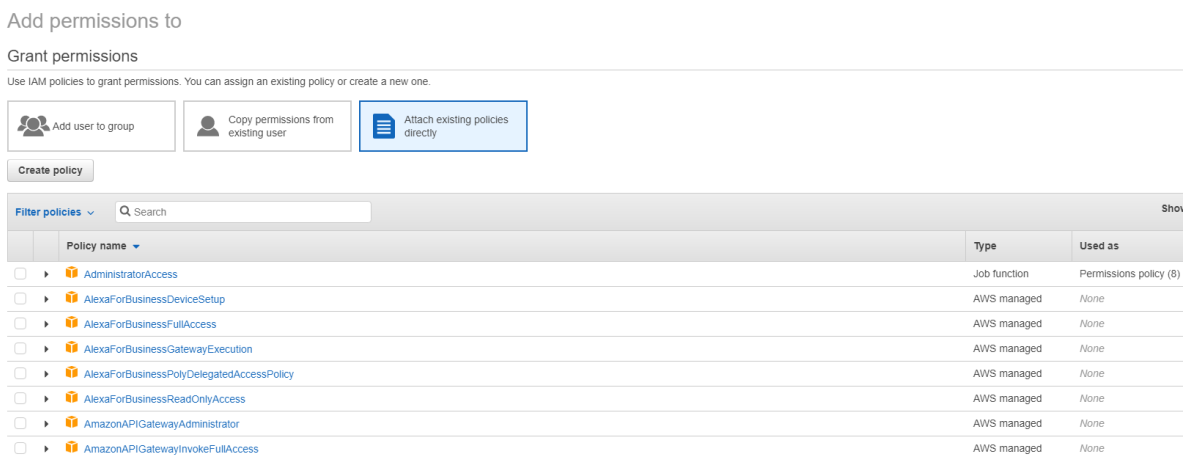 Add permissions to
Grant permissions
Use IAM policies to grant permissions. You can assign an existing policy or create a new one.
Add user to group
Copy permissions from
existing user
Attach existing policies
directly
Create policy
Filter policies
Search
Show
Policy name
Type
Used as
AdministratorAccess Job function Permissions policy (8)
AlexaForBusinessDeviceSetup AWS managed None
AlexaForBusinessFullAccess AWS managed None
AlexaForBusinessGatewayExecution AWS managed None
AlexaForBusinessPolyDelegatedAccessPolicy AWS managed None
AlexaForBusinessReadOnlyAccess AWS managed None
AmazonAPIGatewayAdministrator AWS managed None
AmazonAPIGatewayInvokeFullAccess AWS managed None